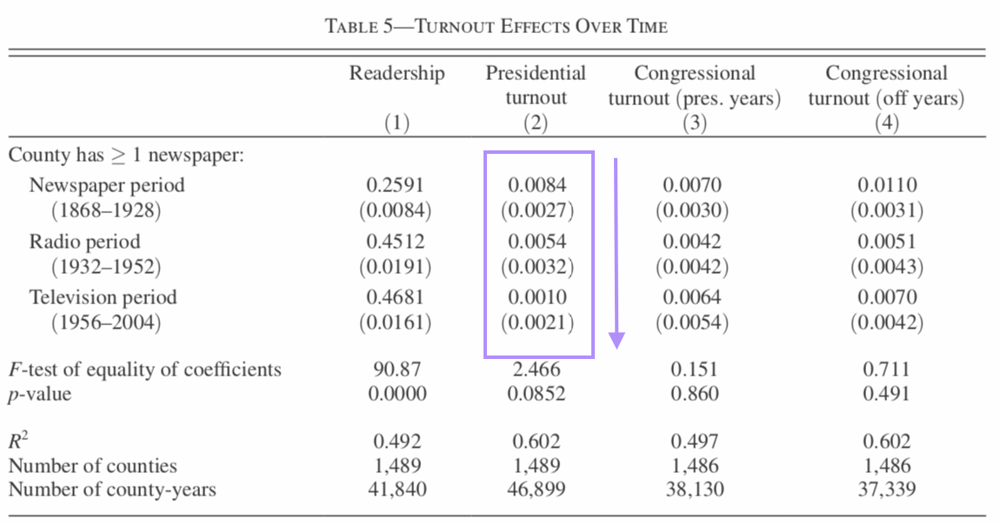 TABLE 5—TURNOUT EFFECTS OVER TIME
Readership Presidential Congressional Congressional
turnout turnout (pres. years) turnout (off years)
(1) (2) (3) (4)
County has ≥ 1 newspaper:
Newspaper period 0.2591 0.0084 0.0070 0.0110
(1868–1928) (0.0084) (0.0027) (0.0030) (0.0031)
Radio period 0.4512 0.0054 0.0042 0.0051
(1932–1952) (0.0191) (0.0032) (0.0042) (0.0043)
Television period 0.4681 0.0010 0.0064 0.0070
(1956–2004) (0.0161) (0.0021) (0.0054) (0.0042)
F-test of equality of coefficients 90.87 2.466 0.151 0.711
p-value 0.0000 0.0852 0.860 0.491
R² 0.492 0.602 0.497 0.602
Number of counties 1,489 1,489 1,486 1,486
Number of county-years 41,840 46,899 38,130 37,339